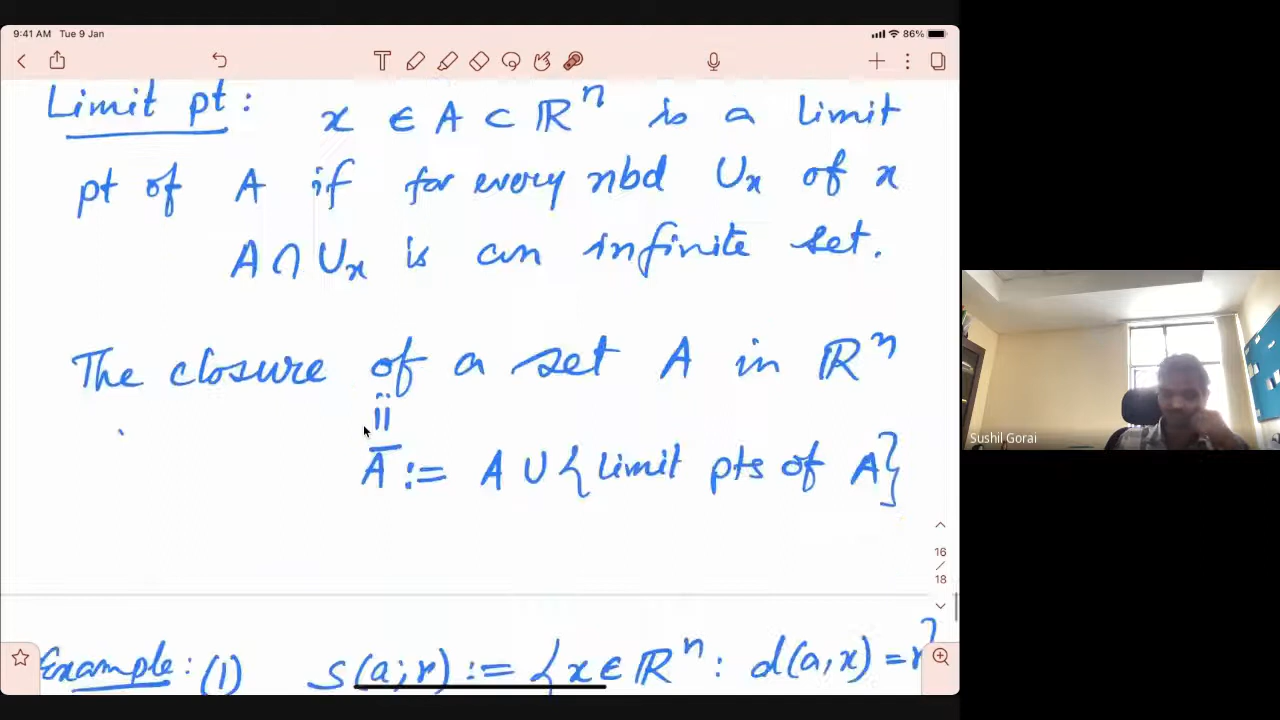 9:41 AM Tue 9 Jan
86%
Limit pt: x ∈ A ⊂ ℝⁿ is a limit
pt of A if for every nbd Uₓ of x
A ∩ Uₓ is an infinite set.
The closure of a set A in ℝⁿ
||
Ā := A ∪ {limit pts of A}
16
/
18
Example: (1) S(a;r) := {x ∈ ℝⁿ : d(a,x) = r}
Sushil Gorai